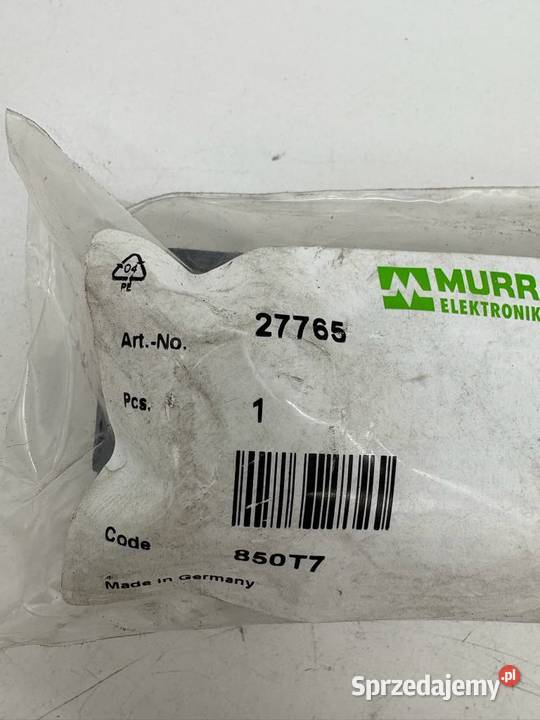 04
PE
MURR
ELEKTRONIK
Art.-No. 27765
Pcs. 1
Code 850T7
Made in Germany
Sprzedajemy.pl